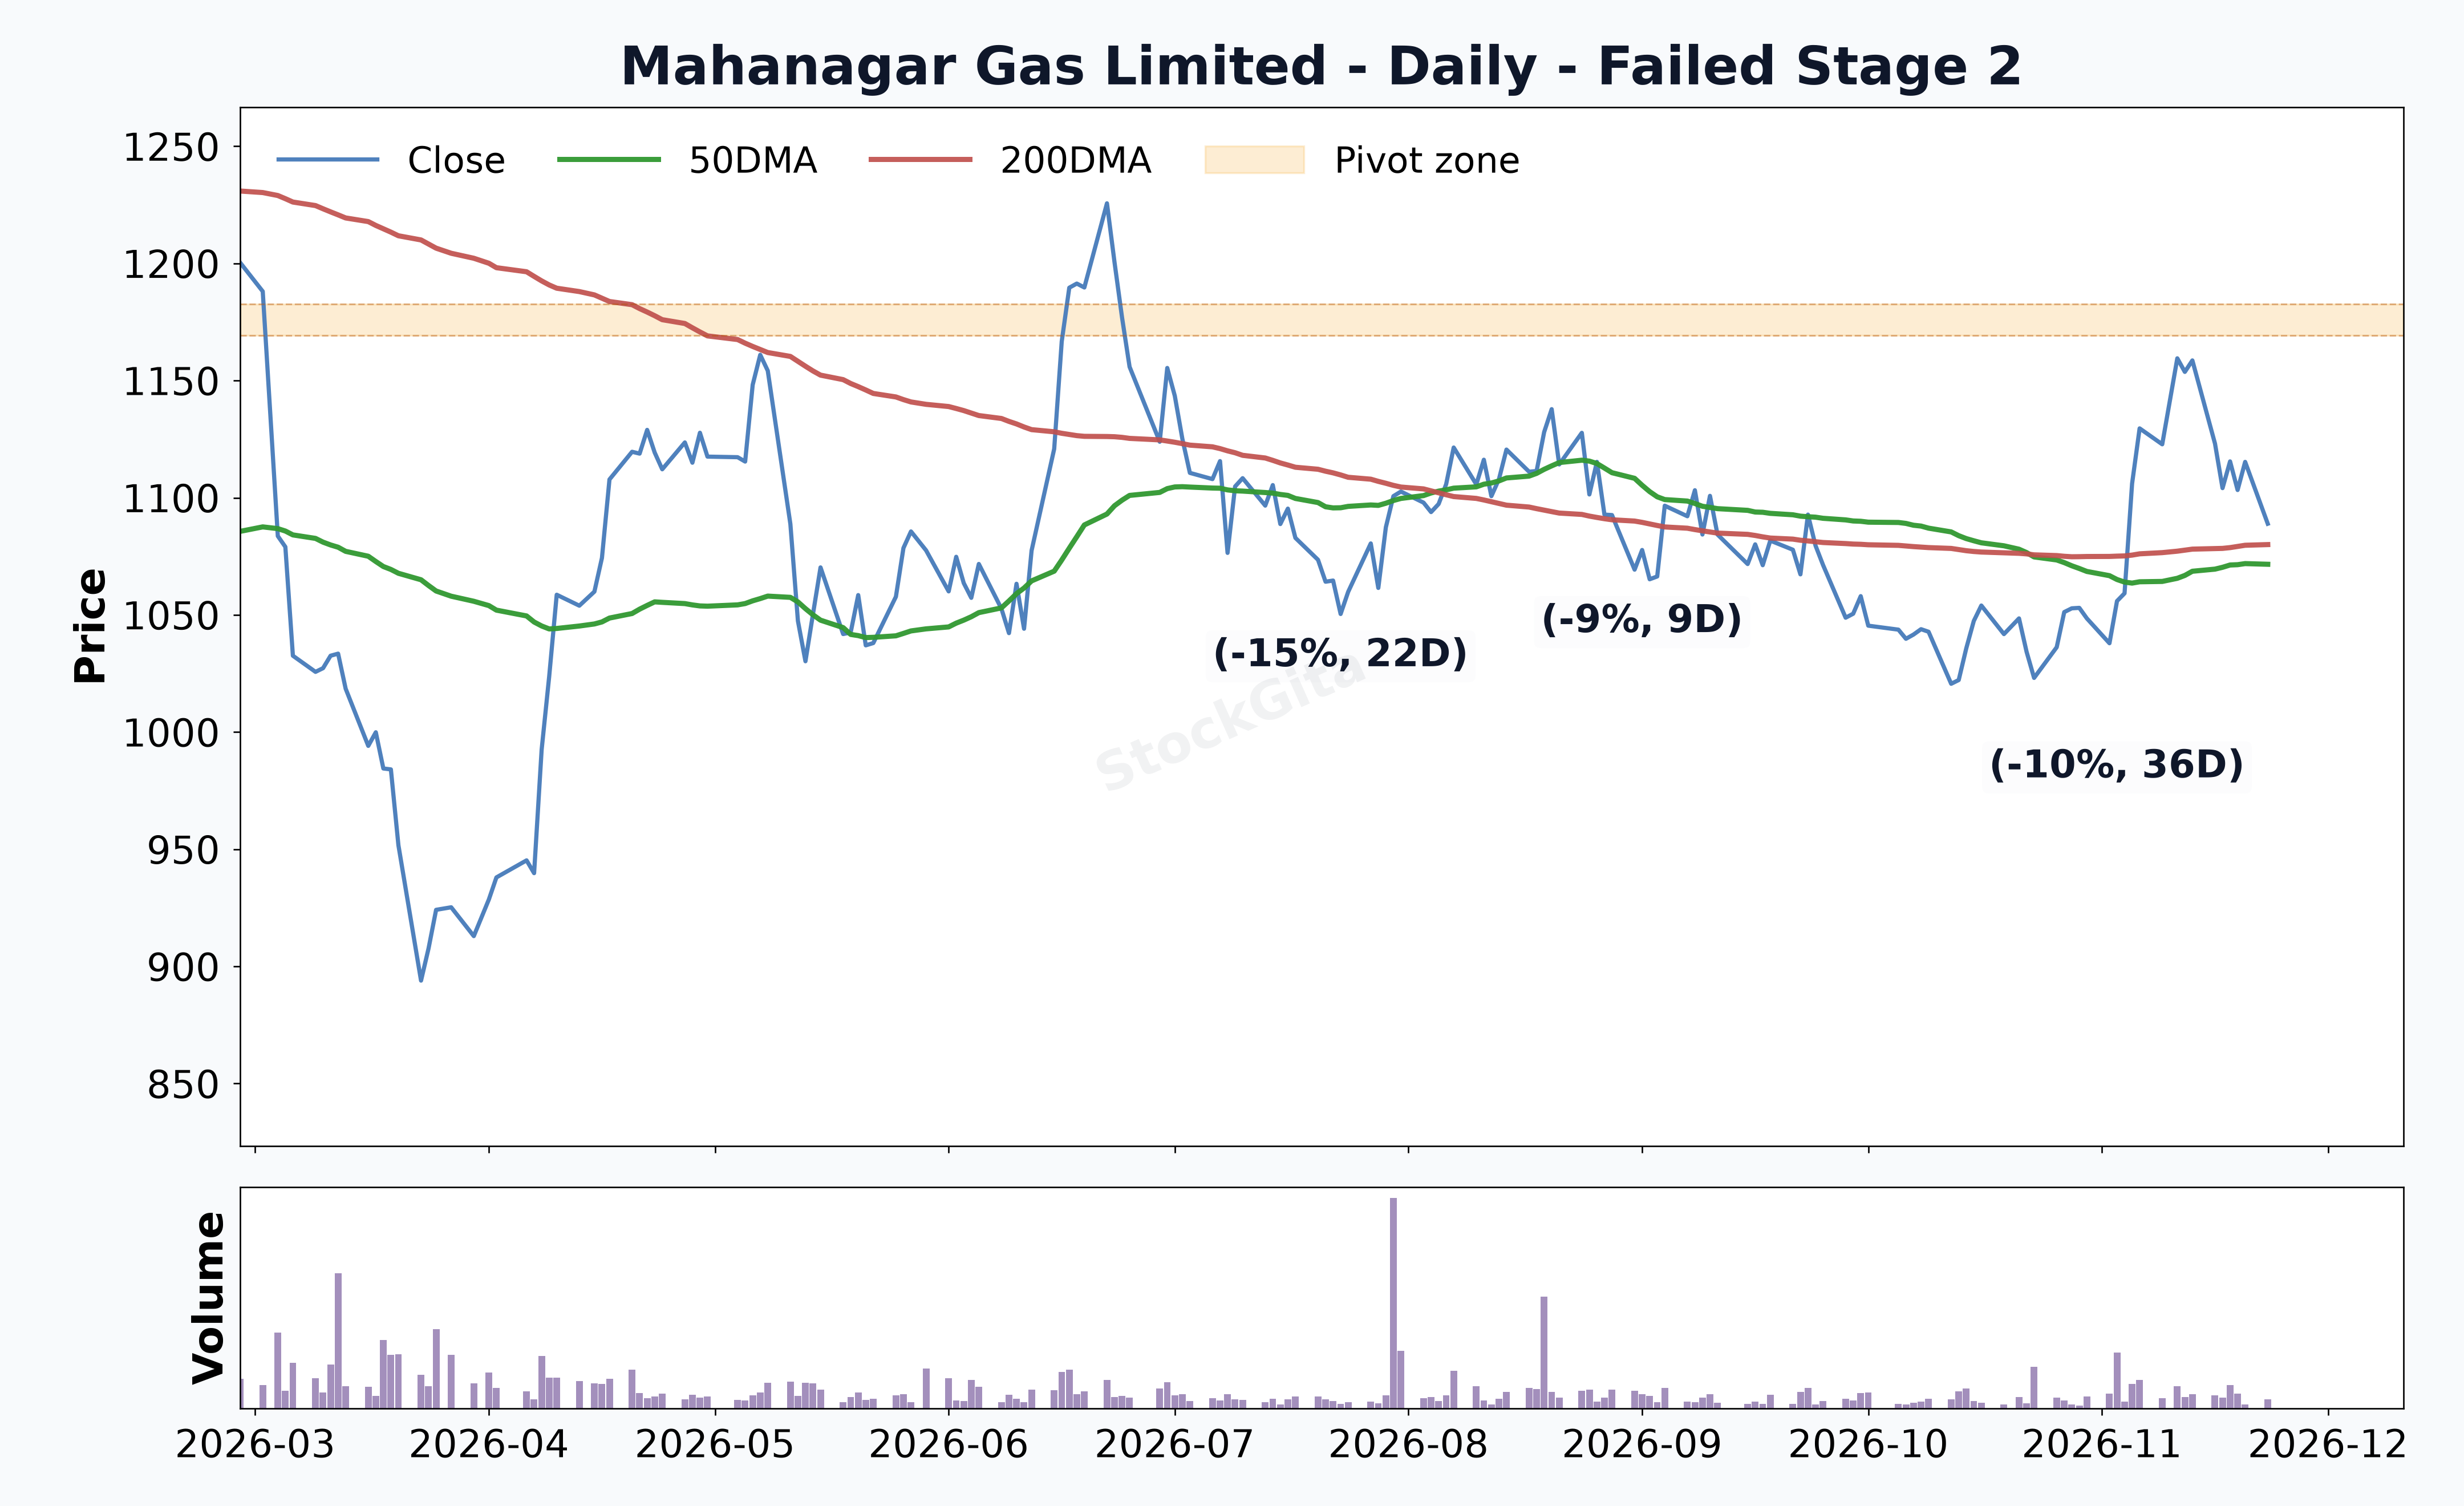 Mahanagar Gas Limited - Daily - Failed Stage 2
Close
50DMA
200DMA
Pivot zone
1250
1200
1150
1100
1050
1000
950
900
850
Price
(-15%, 22D)
(-9%, 9D)
(-10%, 36D)
StockGita
Volume
2026-03
2026-04
2026-05
2026-06
2026-07
2026-08
2026-09
2026-10
2026-11
2026-12